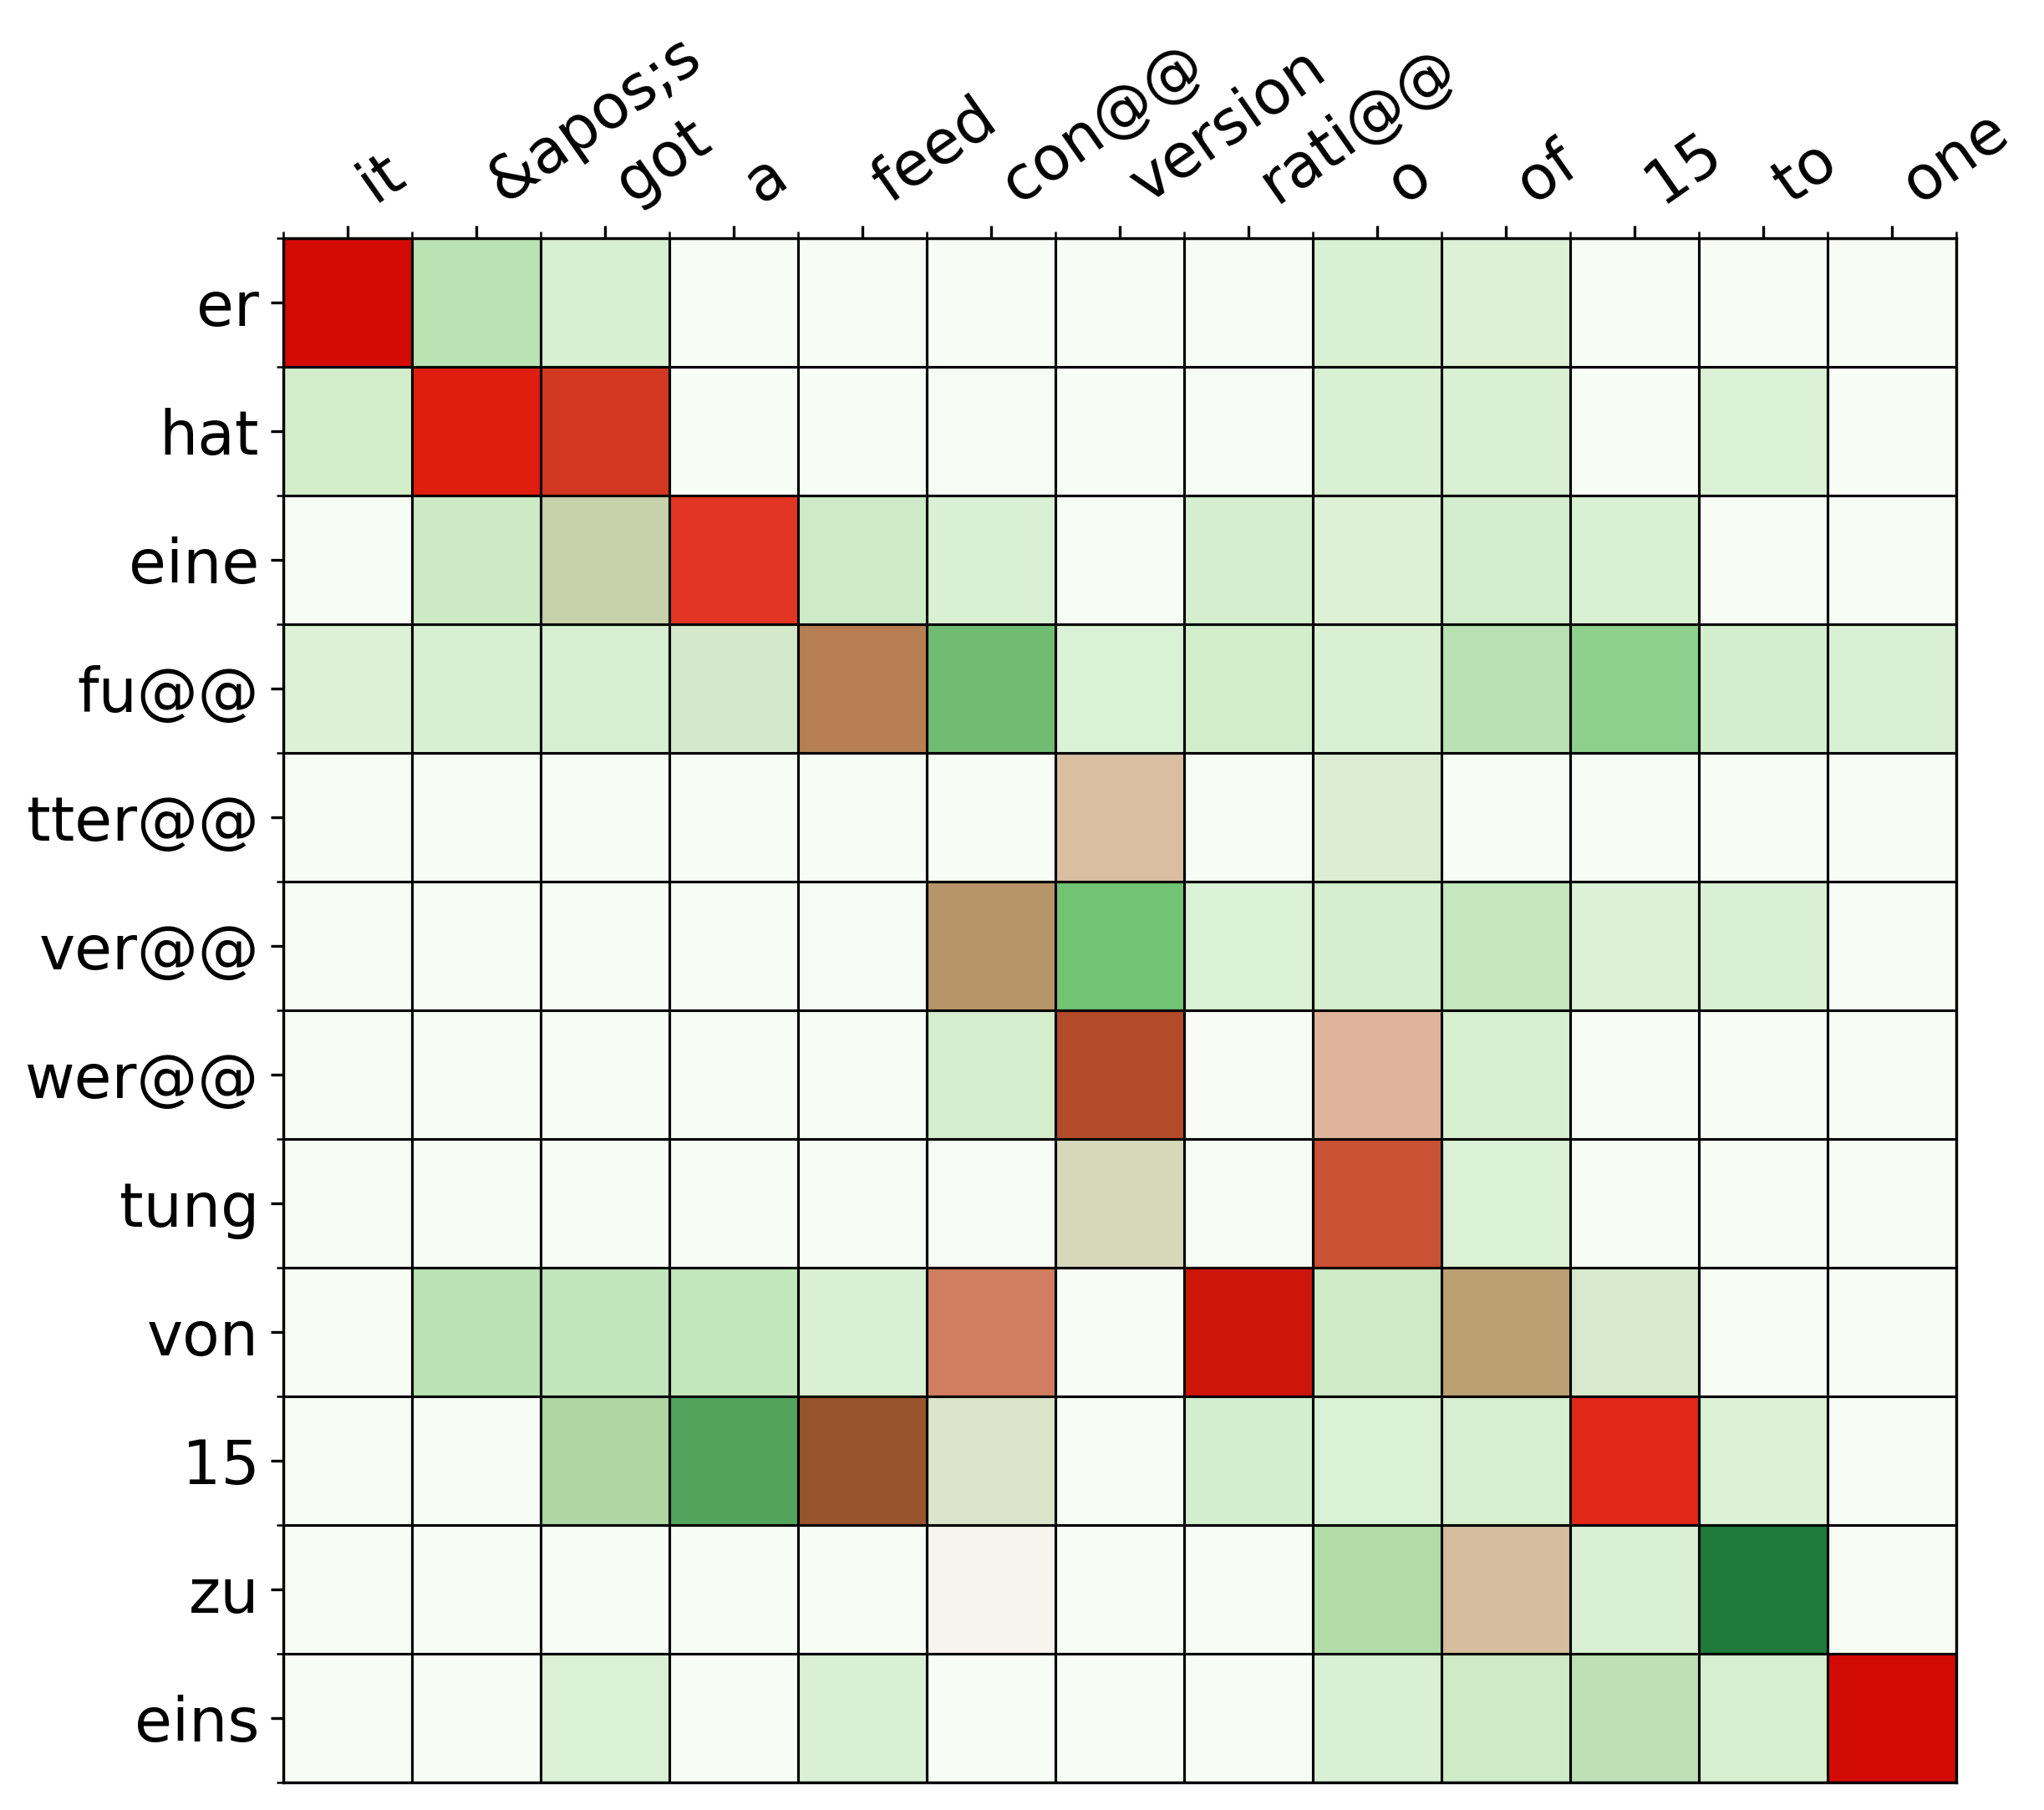 it &apos;s got a feed con@@ version rati@@ o of 15 to one
er
hat
eine
fu@@
tter@@
ver@@
wer@@
tung
von
15
zu
eins